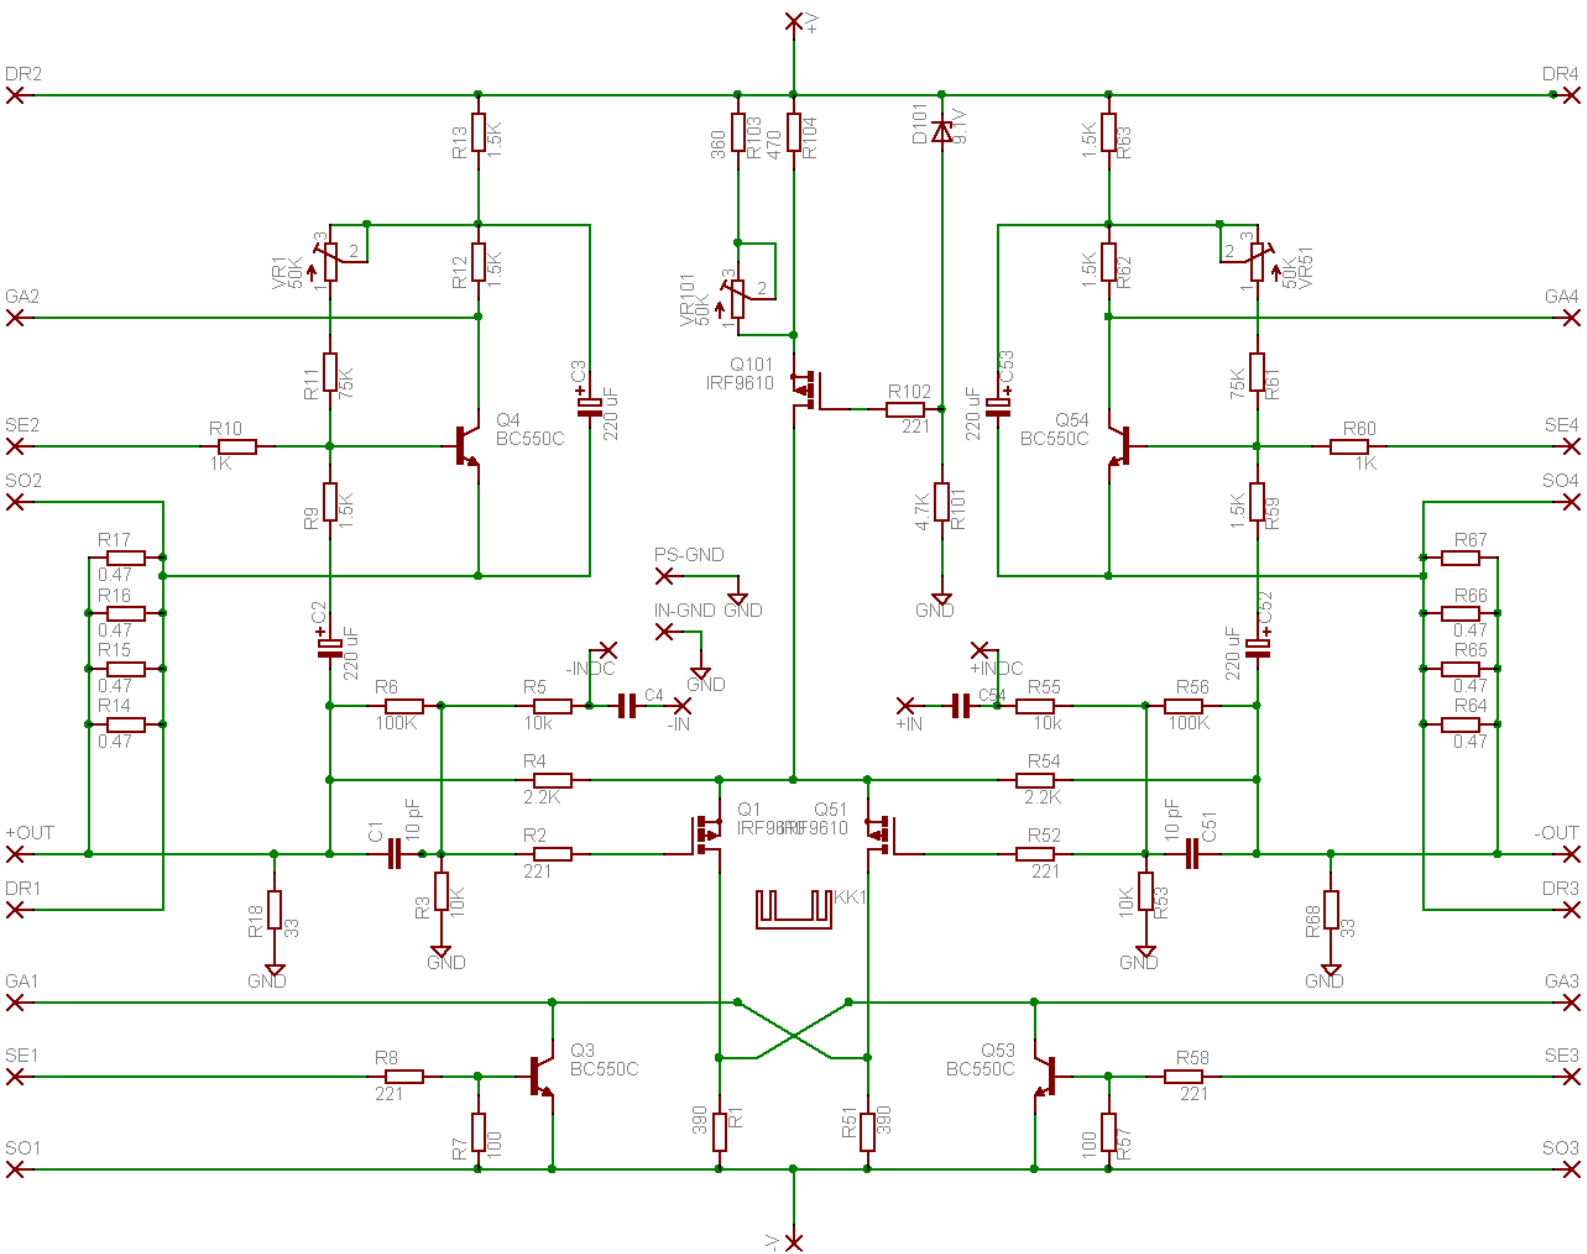 +V
DR2
DR4
R13
1.5K
360
R103
470
R104
D101
9.1V
1.5K
R63
VR1
50K
3
2
1
R12
1.5K
VR101
50K
3
2
1
1.5K
R62
3
2
1
50K
VR51
GA2
GA4
R11
75K
C3
+
220 uF
Q101
IRF9610
R102
221
C53
+
220 uF
75K
R61
SE2
R10
1K
Q4
BC550C
Q54
BC550C
R60
1K
SE4
SO2
SO4
R9
1.5K
4.7K
R101
1.5K
R59
R17
0.47
R16
0.47
R15
0.47
R14
0.47
PS-GND
GND
IN-GND
GND
GND
R67
R66
0.47
R65
0.47
R64
0.47
C2
+
220 uF
C52
+
220 uF
-INDC
+INDC
R6
100K
R5
10k
C4
-IN
+IN
C54
R55
10k
R56
100K
R4
2.2K
R54
2.2K
+OUT
-OUT
C1
10 pF
R2
221
Q1
IRF9610
Q51
IRF9610
R52
221
10 pF
C51
DR1
DR3
R18
33
GND
R3
10K
GND
KK1
10K
R53
GND
R68
33
GND
GA1
GA3
SE1
R8
221
Q3
BC550C
Q53
BC550C
R58
221
SE3
R7
100
390
R1
R51
390
100
R57
SO1
SO3
-V